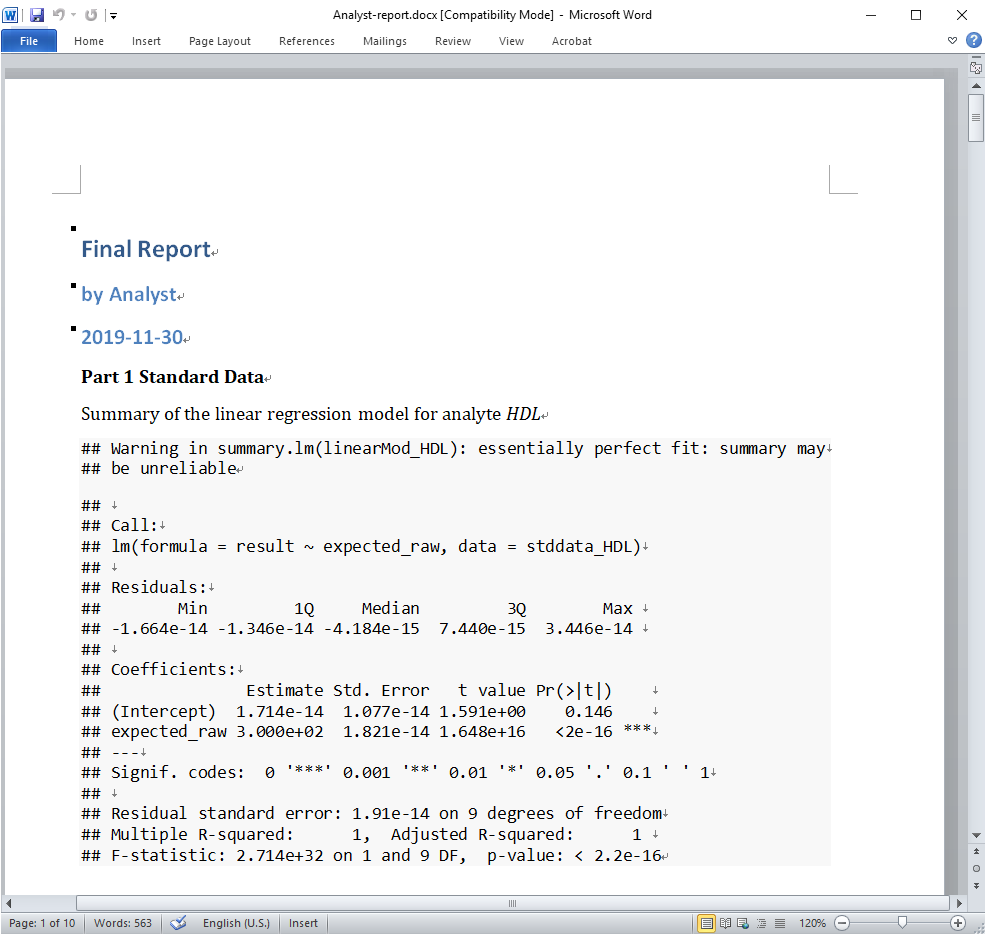 Analyst-report.docx [Compatibility Mode] - Microsoft Word
File Home Insert Page Layout References Mailings Review View Acrobat
Final Report
by Analyst
2019-11-30
Part 1 Standard Data
Summary of the linear regression model for analyte HDL
## Warning in summary.lm(linearMod_HDL): essentially perfect fit: summary may
## be unreliable
##
## Call:
## lm(formula = result ~ expected_raw, data = stddata_HDL)
##
## Residuals:
##        Min         1Q     Median         3Q        Max
## -1.664e-14 -1.346e-14 -4.184e-15  7.440e-15  3.446e-14
##
## Coefficients:
##               Estimate Std. Error   t value Pr(>|t|)
## (Intercept)  1.714e-14  1.077e-14 1.591e+00    0.146
## expected_raw 3.000e+02  1.821e-14 1.648e+16   <2e-16 ***
## ---
## Signif. codes:  0 '***' 0.001 '**' 0.01 '*' 0.05 '.' 0.1 ' ' 1
##
## Residual standard error: 1.91e-14 on 9 degrees of freedom
## Multiple R-squared:      1,  Adjusted R-squared:      1
## F-statistic: 2.714e+32 on 1 and 9 DF,  p-value: < 2.2e-16
Page: 1 of 10 Words: 563 English (U.S.) Insert 120%